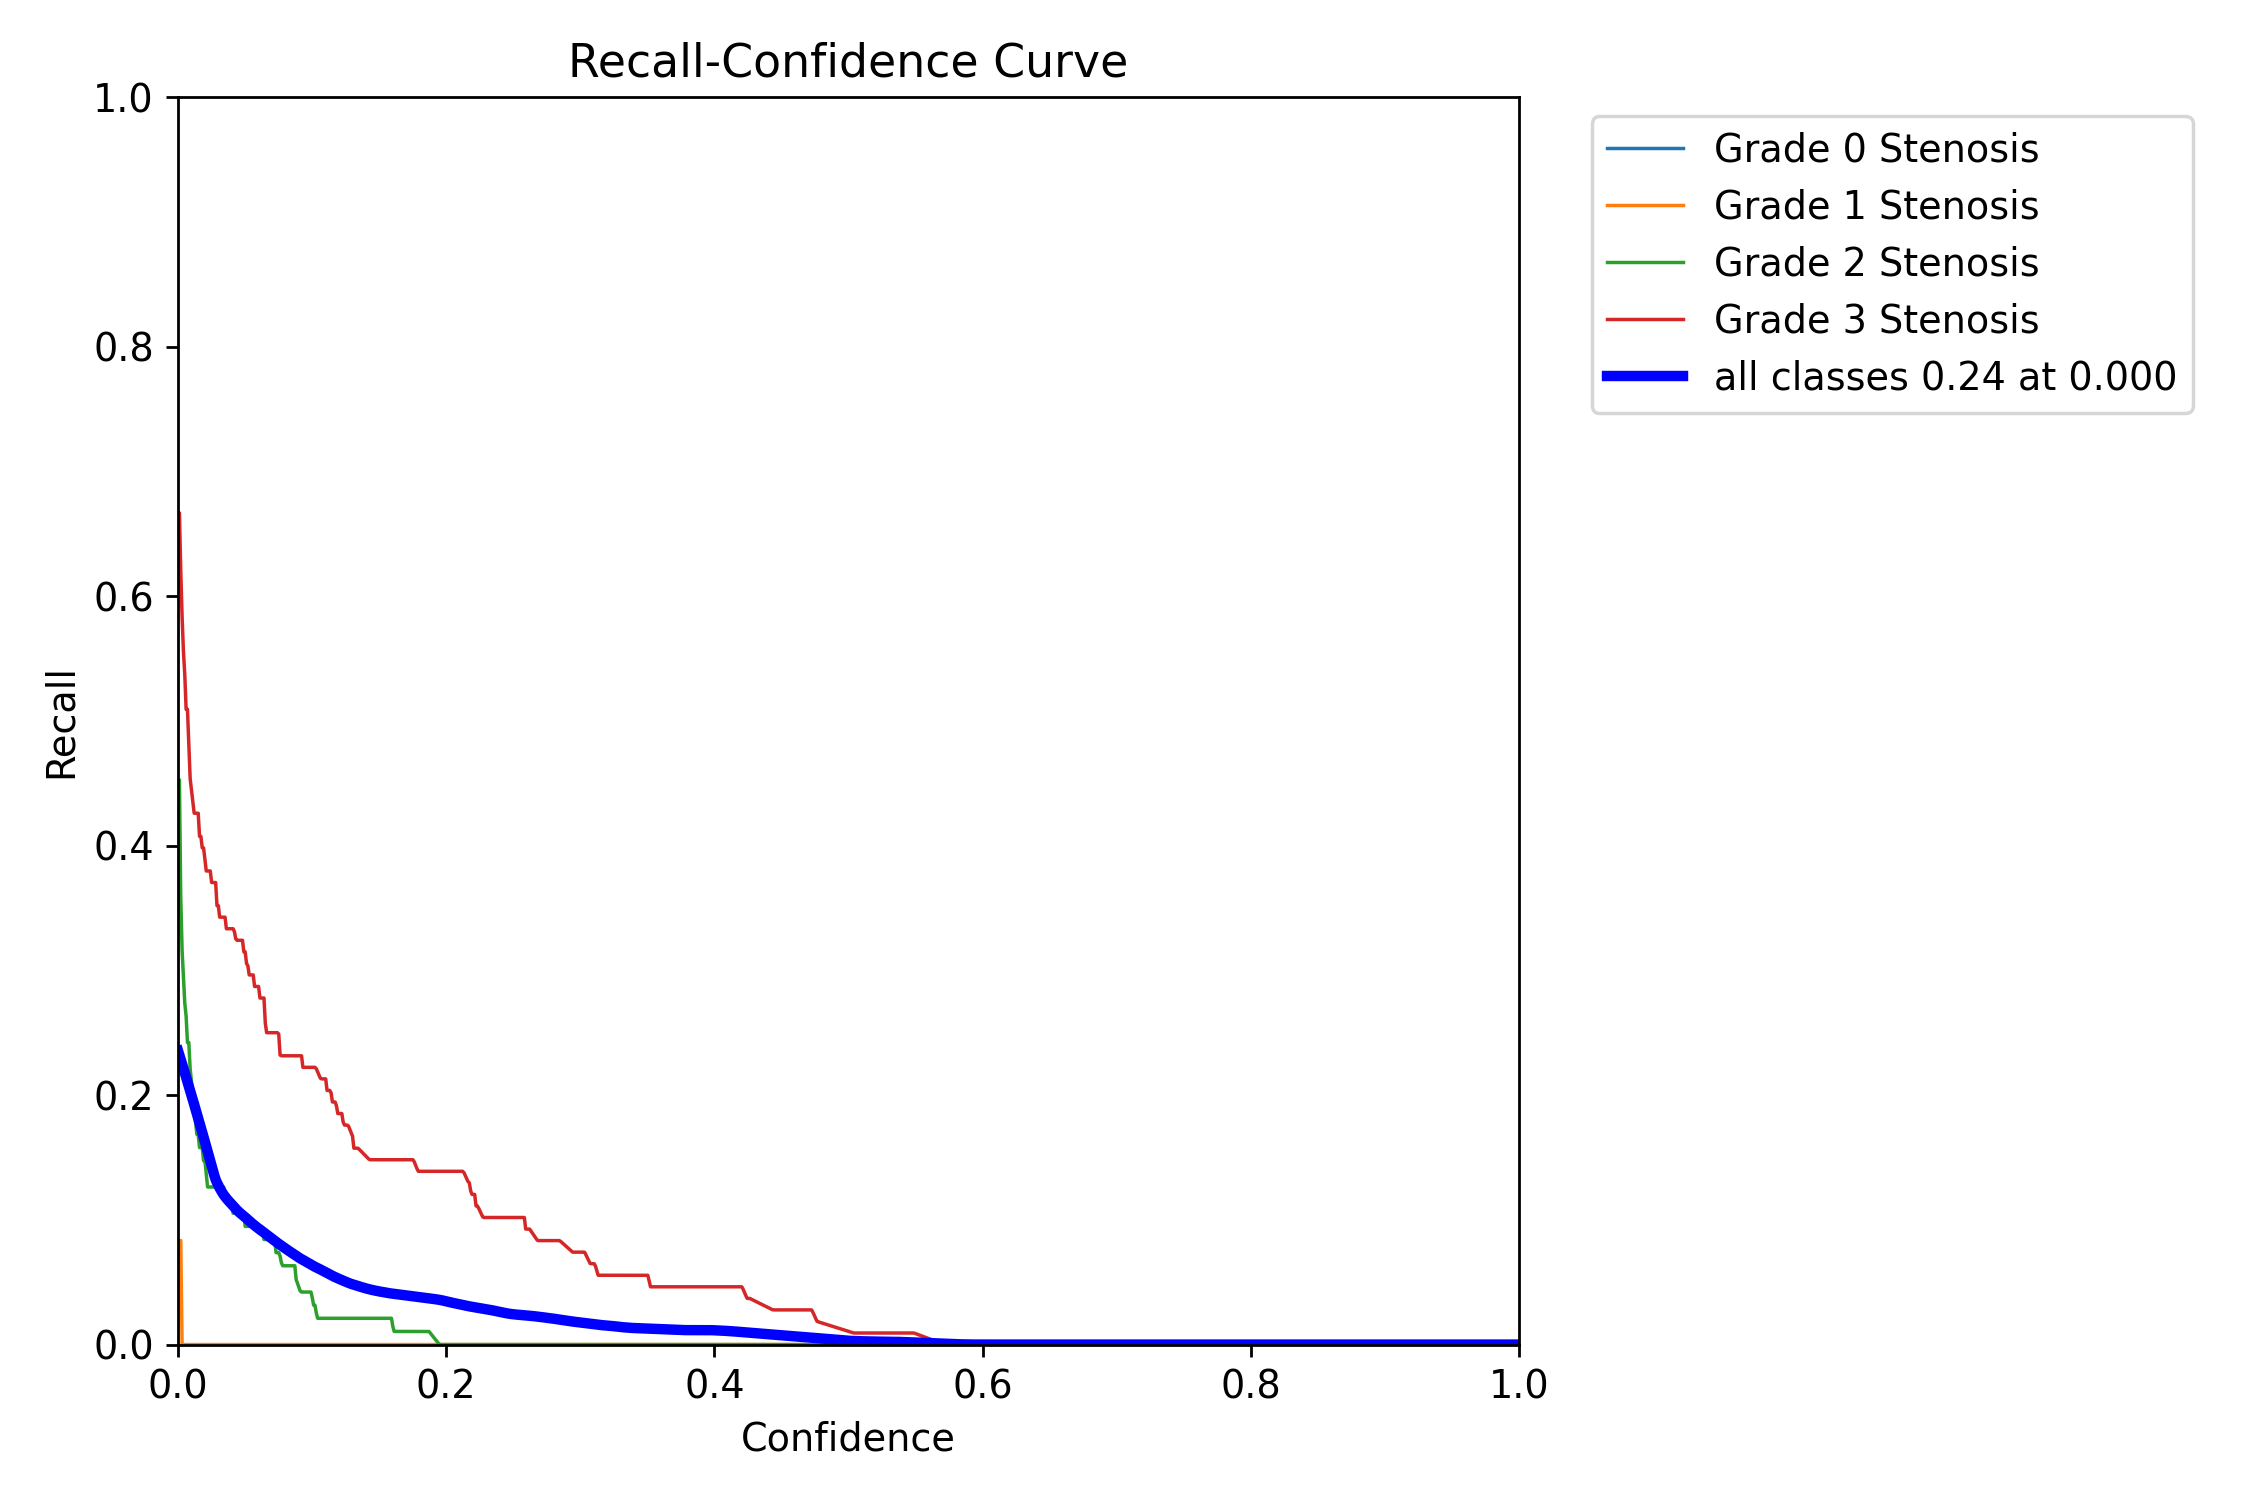 Recall-Confidence Curve
1.0
0.8
0.6
0.4
0.2
0.0
Recall
0.0 0.2 0.4 0.6 0.8 1.0
Confidence
Grade 0 Stenosis
Grade 1 Stenosis
Grade 2 Stenosis
Grade 3 Stenosis
all classes 0.24 at 0.000